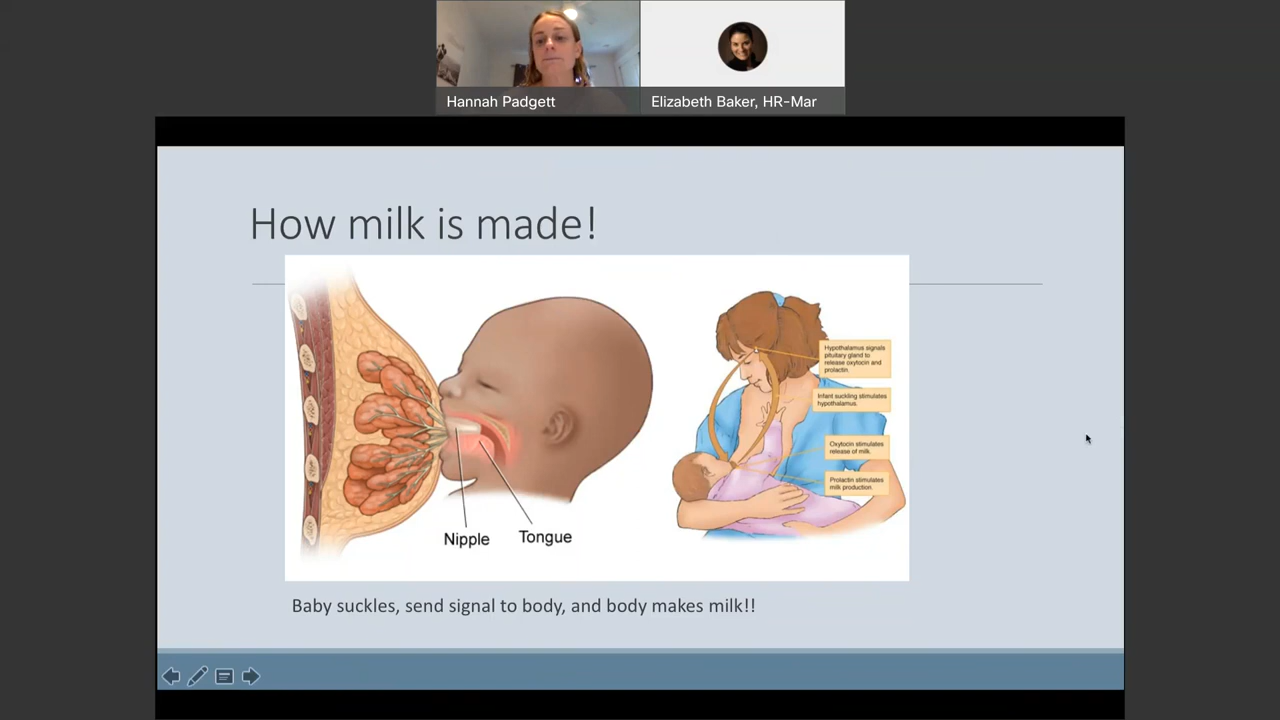 Hannah Padgett
Elizabeth Baker, HR-Mar
How milk is made!
Hypothalamus signals
pituitary gland to
release oxytocin and
prolactin.
Infant suckling stimulates
hypothalamus.
Oxytocin stimulates
release of milk.
Prolactin stimulates
milk production.
Nipple
Tongue
Baby suckles, send signal to body, and body makes milk!!